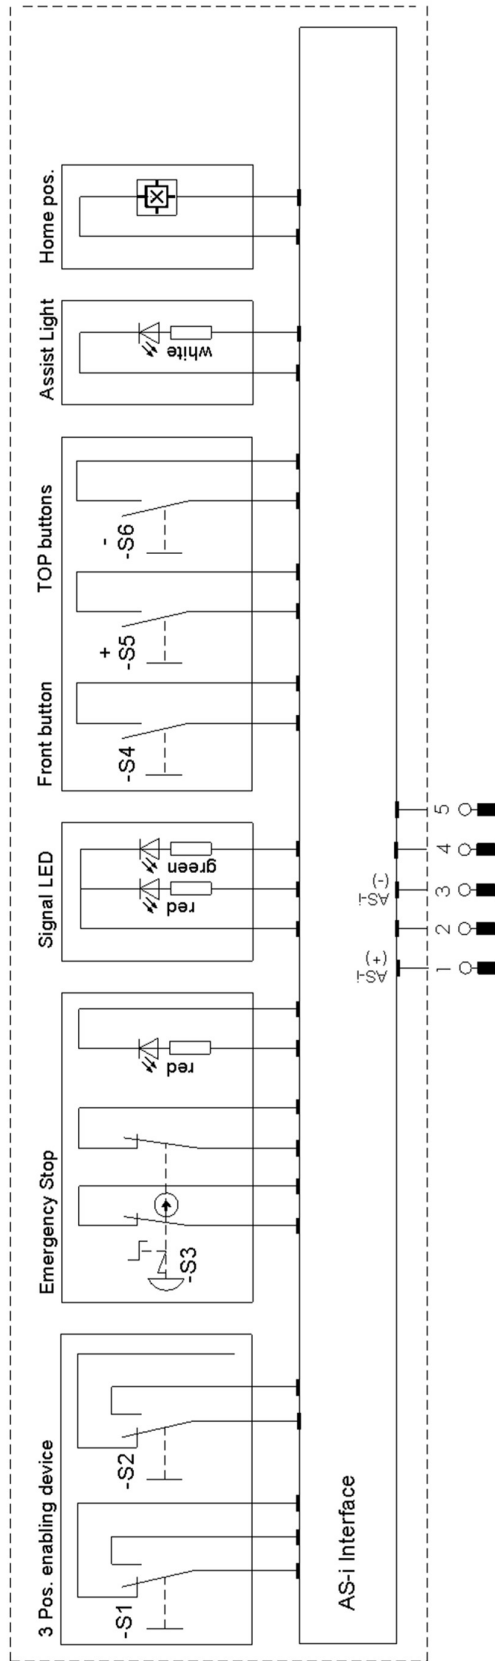 3 Pos. enabling device
Emergency Stop
Signal LED
Front button
TOP buttons
Assist Light
Home pos.
-S1
-S2
-S3
red
red
green
-S4
+
-S5
-
-S6
white
AS-i Interface
AS-i
(+)
AS-i
(-)
1
2
3
4
5